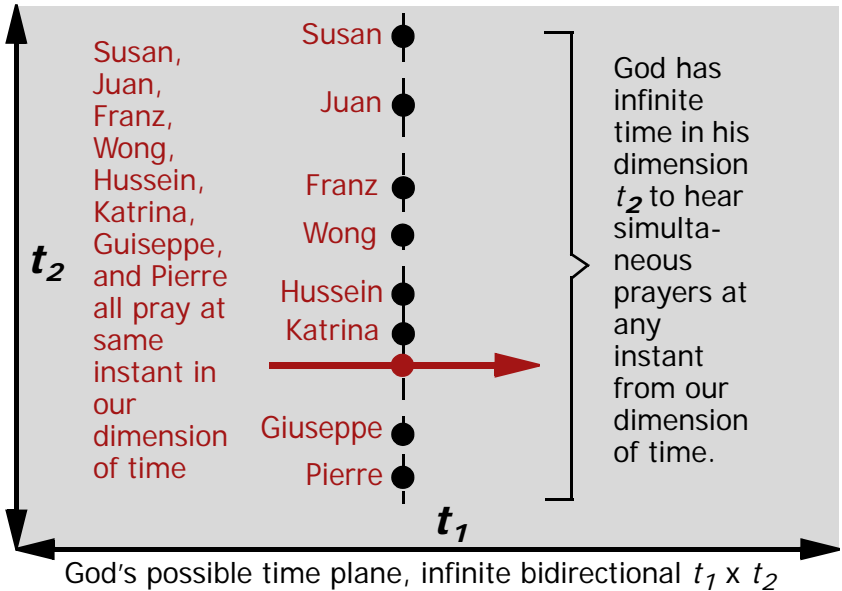 Susan,
Juan,
Franz,
Wong,
Hussein,
Katrina,
Guiseppe,
and Pierre
all pray at
same
instant in
our
dimension
of time
t2
Susan
Juan
Franz
Wong
Hussein
Katrina
Giuseppe
Pierre
God has
infinite
time in his
dimension
t2 to hear
simulta-
neous
prayers at
any
instant
from our
dimension
of time.
t1
God's possible time plane, infinite bidirectional t1 x t2